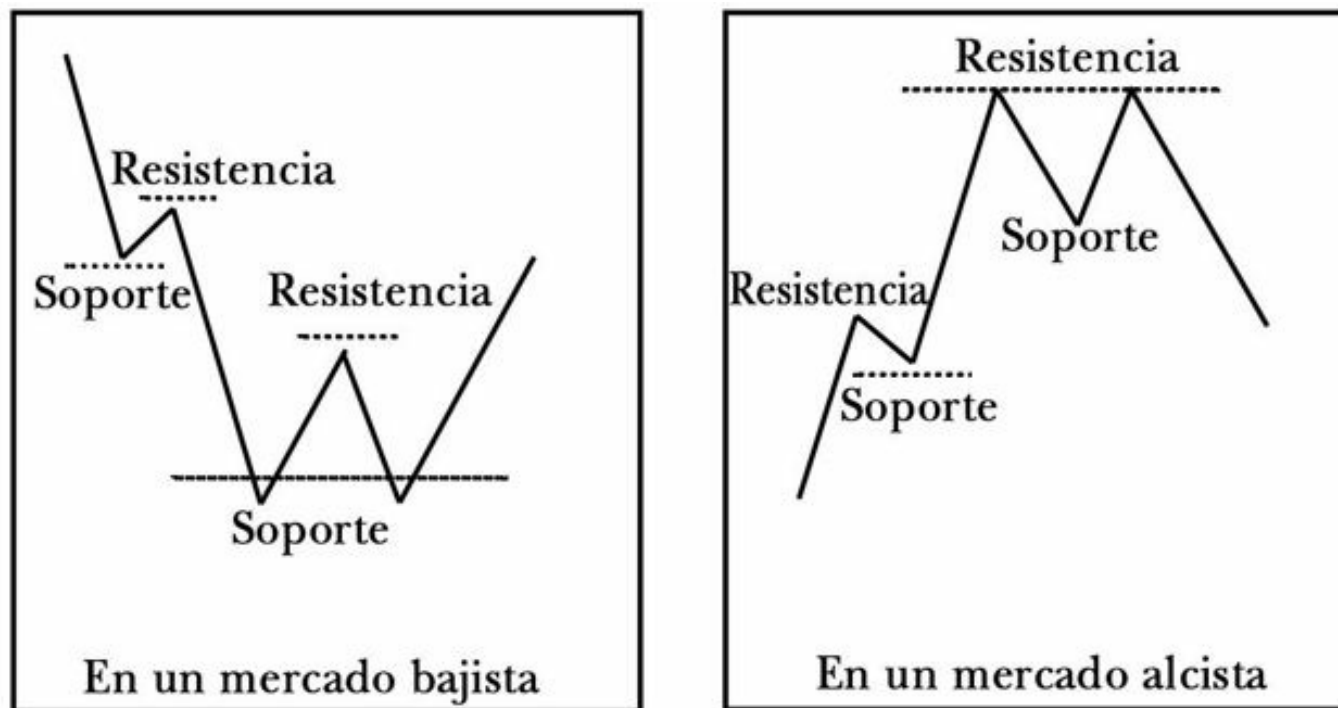 Resistencia
Soporte
Resistencia
Soporte
En un mercado bajista
Resistencia
Soporte
Resistencia
Soporte
En un mercado alcista